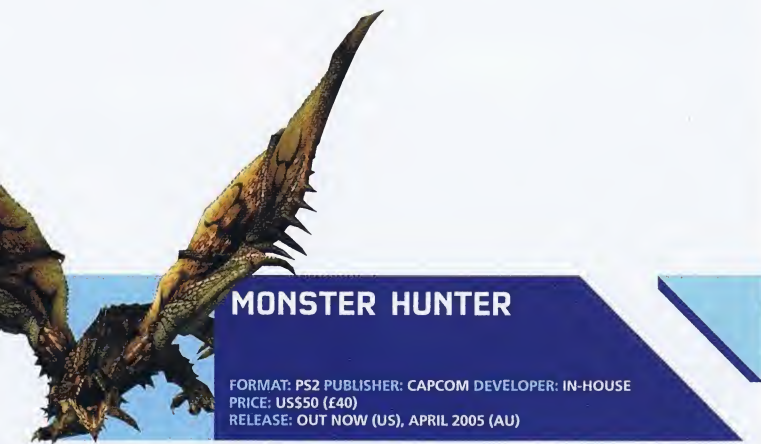 MONSTER HUNTER
FORMAT: PS2 PUBLISHER: CAPCOM DEVELOPER: IN-HOUSE
PRICE: US$50 (£40)
RELEASE: OUT NOW (US), APRIL 2005 (AU)